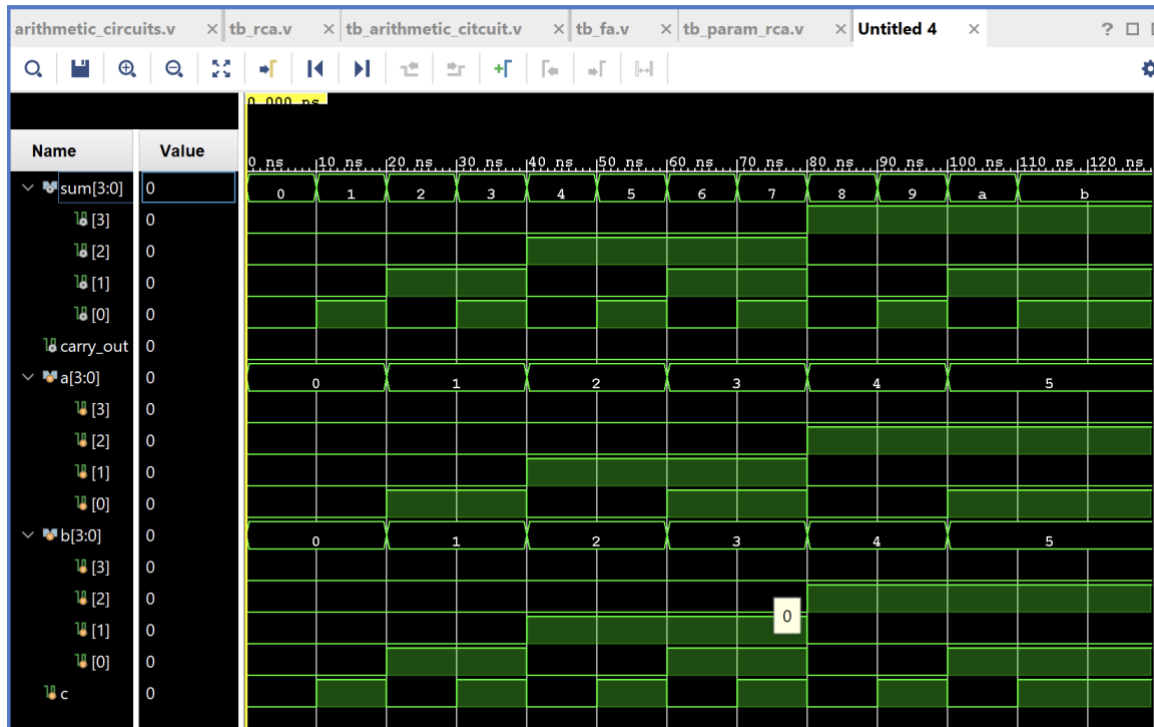 arithmetic_circuits.v × tb_rca.v × tb_arithmetic_citcuit.v × tb_fa.v × tb_param_rca.v × Untitled 4 × ?
0.000 ns
Name Value
0 ns 10 ns 20 ns 30 ns 40 ns 50 ns 60 ns 70 ns 80 ns 90 ns 100 ns 110 ns 120 ns
sum[3:0] 0 0 1 2 3 4 5 6 7 8 9 a b
[3] 0
[2] 0
[1] 0
[0] 0
carry_out 0
a[3:0] 0 0 1 2 3 4 5
[3] 0
[2] 0
[1] 0
[0] 0
b[3:0] 0 0 1 2 3 4 5
[3] 0
[2] 0
0
[1] 0
[0] 0
c 0